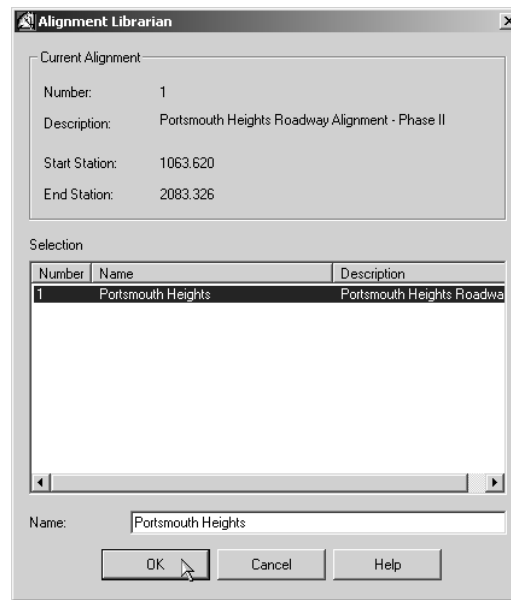 Alignment Librarian
Current Alignment
Number: 1
Description: Portsmouth Heights Roadway Alignment - Phase II
Start Station: 1063.620
End Station: 2083.326
Selection
Number Name Description
1 Portsmouth Heights Portsmouth Heights Roadwa
Name: Portsmouth Heights
OK Cancel Help